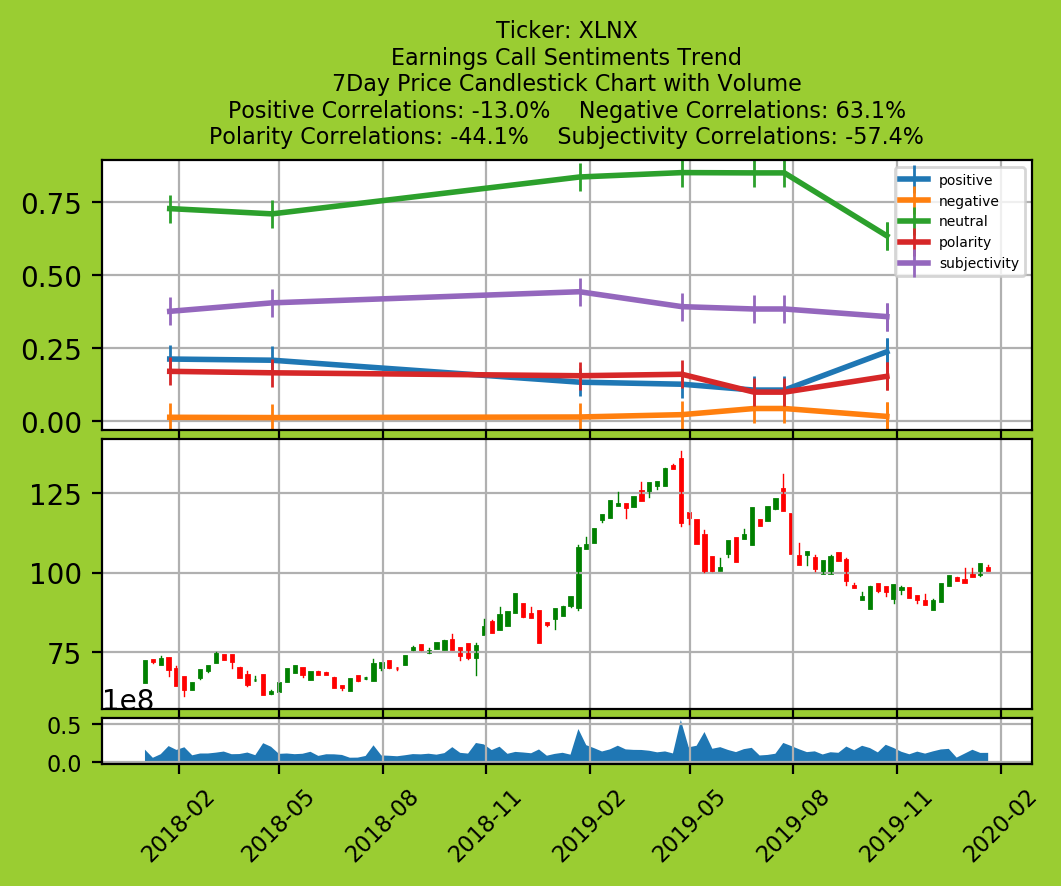 Ticker: XLNX
Earnings Call Sentiments Trend
7Day Price Candlestick Chart with Volume
Positive Correlations: -13.0%    Negative Correlations: 63.1%
Polarity Correlations: -44.1%    Subjectivity Correlations: -57.4%
positive
negative
neutral
polarity
subjectivity
0.75
0.50
0.25
0.00
125
100
75
1e8
0.5
0.0
2018-02
2018-05
2018-08
2018-11
2019-02
2019-05
2019-08
2019-11
2020-02